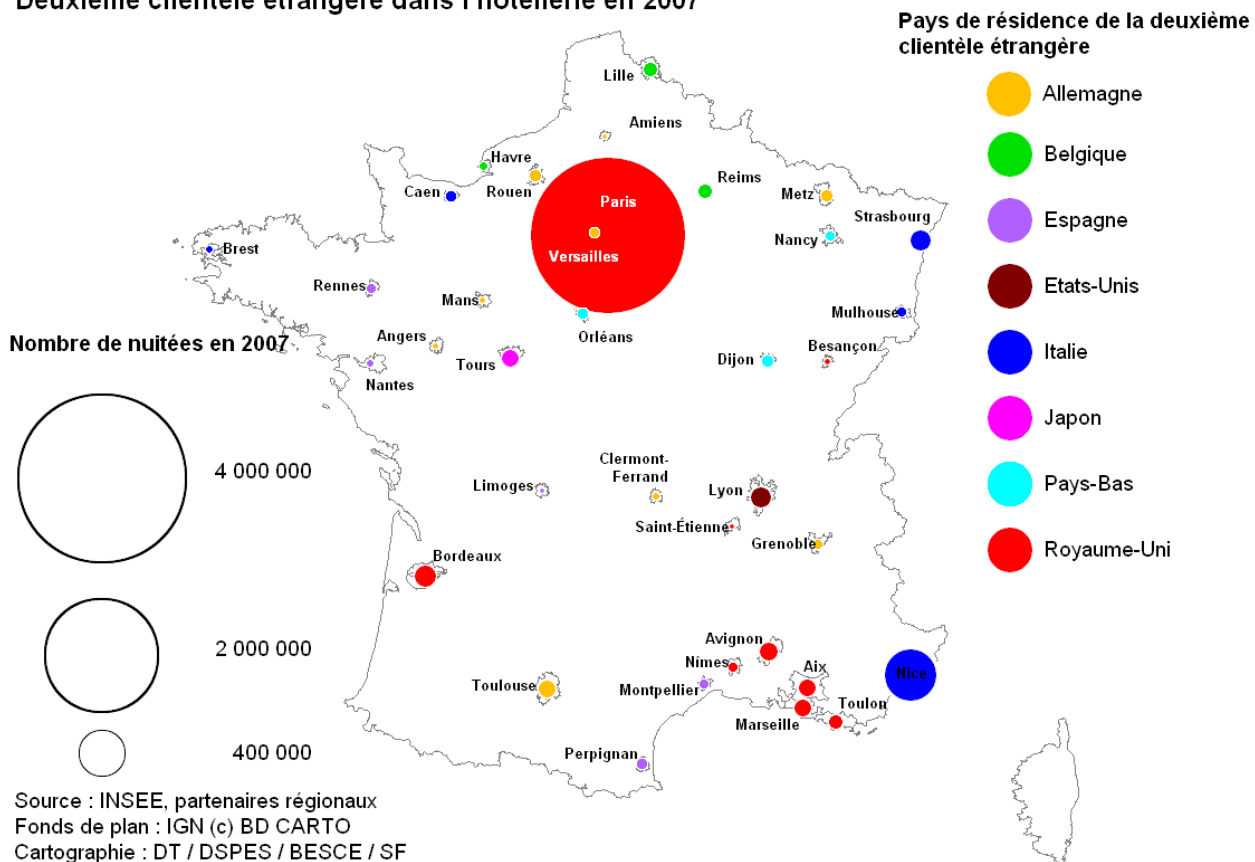 Deuxième clientèle étrangère dans l'hôtellerie en 2007
Pays de résidence de la deuxième
clientèle étrangère
Allemagne
Belgique
Espagne
Etats-Unis
Italie
Japon
Pays-Bas
Royaume-Uni
Lille
Amiens
Havre
Rouen
Caen
Reims
Metz
Paris
Versailles
Strasbourg
Nancy
Brest
Rennes
Mans
Orléans
Mulhouse
Angers
Tours
Dijon
Besançon
Nantes
Nombre de nuitées en 2007
4 000 000
2 000 000
400 000
Clermont-
Ferrand
Limoges
Lyon
Saint-Étienne
Grenoble
Bordeaux
Avignon
Nîmes
Aix
Nice
Toulouse
Montpellier
Toulon
Marseille
Perpignan
Source : INSEE, partenaires régionaux
Fonds de plan : IGN (c) BD CARTO
Cartographie : DT / DSPES / BESCE / SF